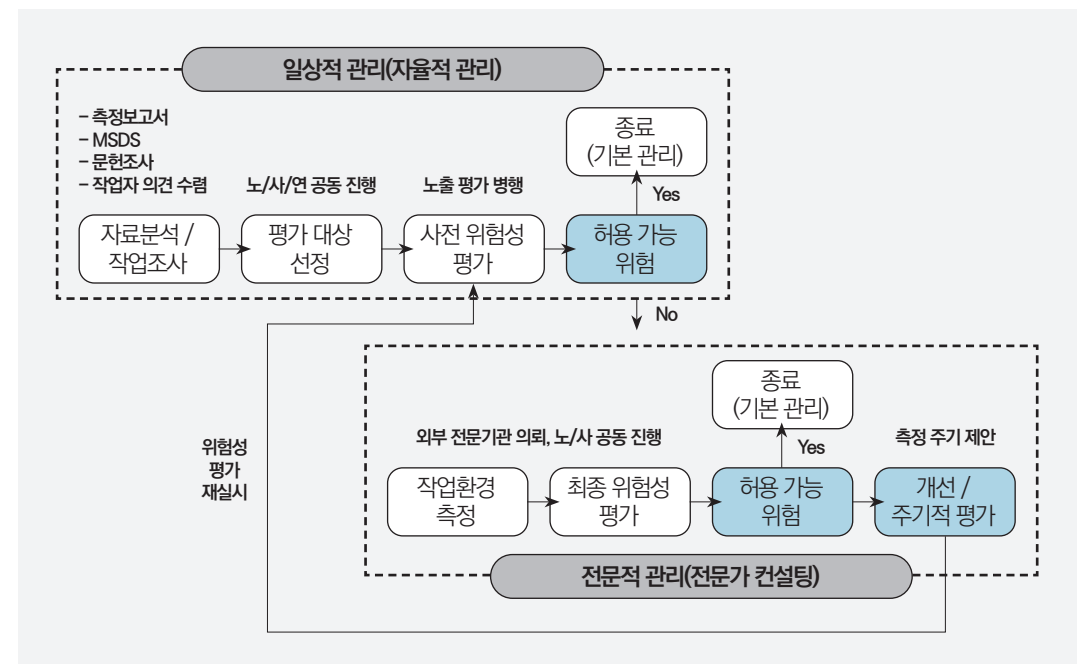 일상적 관리(자율적 관리)
- 측정보고서
- MSDS
- 문헌조사
- 작업자 의견 수렴
노/사/연 공동 진행
노출 평가 병행
종료
(기본 관리)
Yes
자료분석 /
작업조사
평가 대상
선정
사전 위험성
평가
허용 가능
위험
No
위험성
평가
재실시
종료
(기본 관리)
외부 전문기관 의뢰, 노/사 공동 진행
Yes
측정 주기 제안
작업환경
측정
최종 위험성
평가
허용 가능
위험
개선 /
주기적 평가
전문적 관리(전문가 컨설팅)